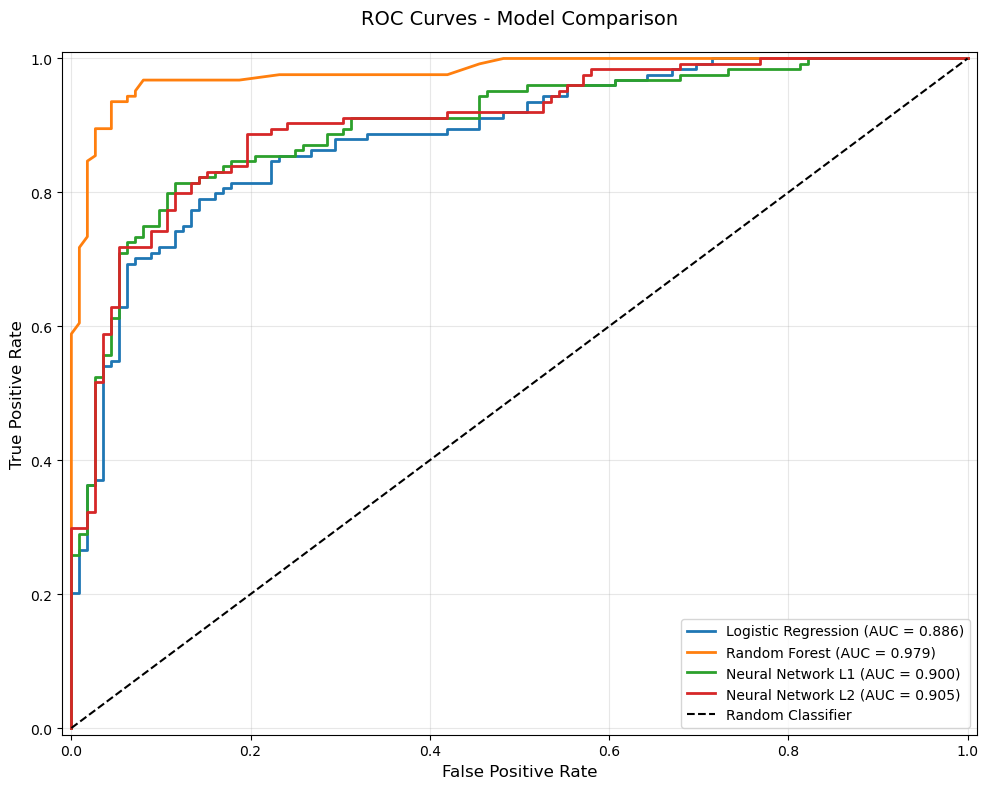 ROC Curves - Model Comparison
True Positive Rate
1.0
0.8
0.6
0.4
0.2
0.0
Logistic Regression (AUC = 0.886)
Random Forest (AUC = 0.979)
Neural Network L1 (AUC = 0.900)
Neural Network L2 (AUC = 0.905)
Random Classifier
0.0 0.2 0.4 0.6 0.8 1.0
False Positive Rate